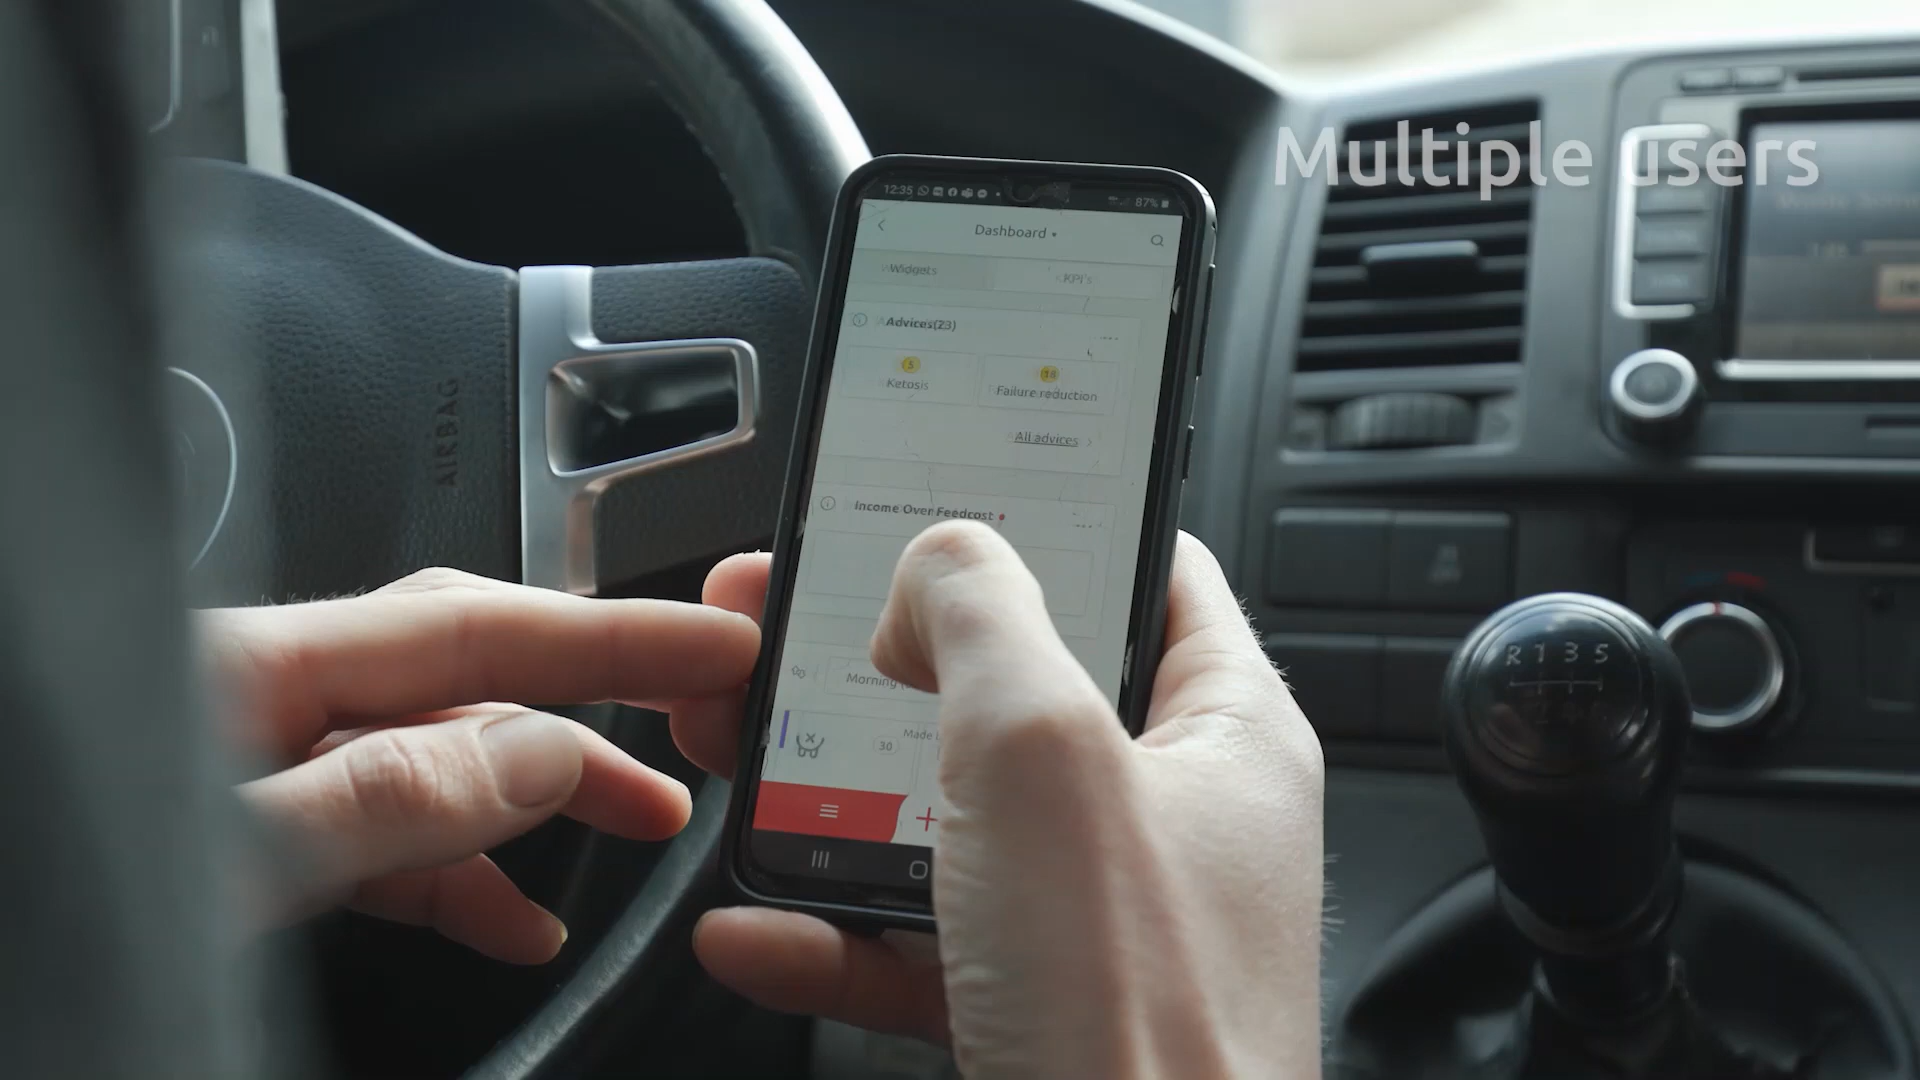 Multiple users
12:35
87%
Dashboard
Widgets
KPI's
Advices(23)
5
Ketosis
Failure reduction
All advices
Income Over Feedcost
Morning
Made
30
AIRBAG
R 1 3 5